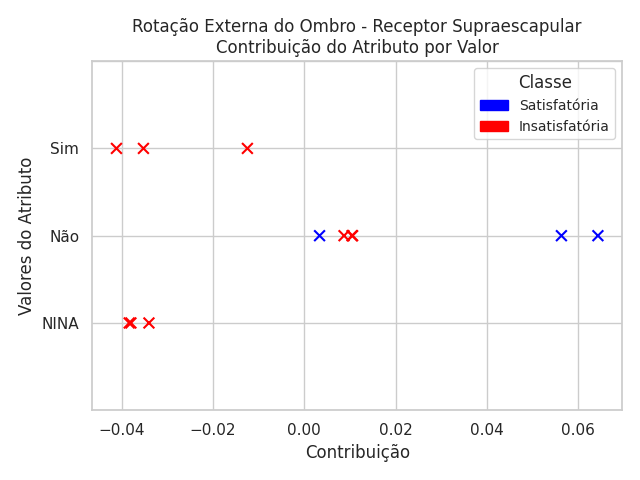 Rotação Externa do Ombro - Receptor Supraescapular
Contribuição do Atributo por Valor
Classe
Satisfatória
Insatisfatória
Valores do Atributo
Sim
Não
NINA
−0.04
−0.02
0.00
0.02
0.04
0.06
Contribuição